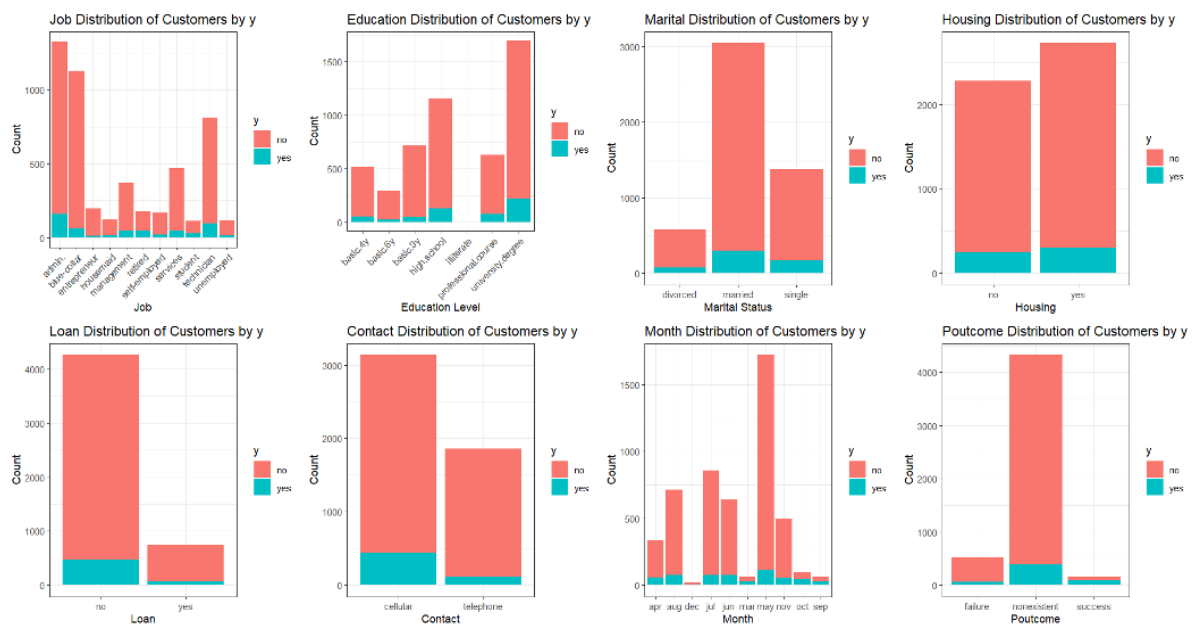 Job Distribution of Customers by y
Count
1000
500
0
admin.
blue-collar
entrepreneur
housemaid
management
retired
self-employed
services
student
technician
unemployed
Job
y
no
yes
Education Distribution of Customers by y
Count
1500
1000
500
0
basic.4y
basic.6y
basic.9y
high.school
illiterate
professional.course
university.degree
Education Level
y
no
yes
Marital Distribution of Customers by y
Count
3000
2000
1000
0
divorced married single
Marital Status
y
no
yes
Housing Distribution of Customers by y
Count
2000
1000
0
no yes
Housing
y
no
yes
Loan Distribution of Customers by y
Count
4000
3000
2000
1000
0
no yes
Loan
y
no
yes
Contact Distribution of Customers by y
Count
3000
2000
1000
0
cellular telephone
Contact
y
no
yes
Month Distribution of Customers by y
Count
1500
1000
500
0
apr aug dec jul jun mar may nov oct sep
Month
y
no
yes
Poutcome Distribution of Customers by y
Count
4000
3000
2000
1000
0
failure nonexistent success
Poutcome
y
no
yes